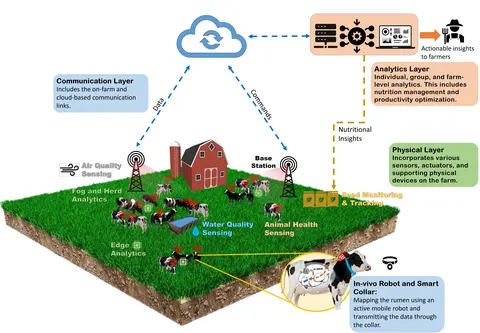 Actionable insights
to farmers
Analytics Layer
Individual, group, and farm-
level analytics. This includes
nutrition management and
productivity optimization.
Communication Layer
Includes the on-farm and
cloud-based communication
links.
Data
Commands
Nutritional
Insights
Physical Layer
Incorporates various
sensors, actuators, and
supporting physical
devices on the farm.
Air Quality
Sensing
Base
Station
Fog and Herd
Analytics
Feed Monitoring
& Tracking
Water Quality
Sensing
Animal Health
Sensing
Edge
Analytics
In-vivo Robot and Smart
Collar:
Mapping the rumen using an
active mobile robot and
transmitting the data through
the collar.